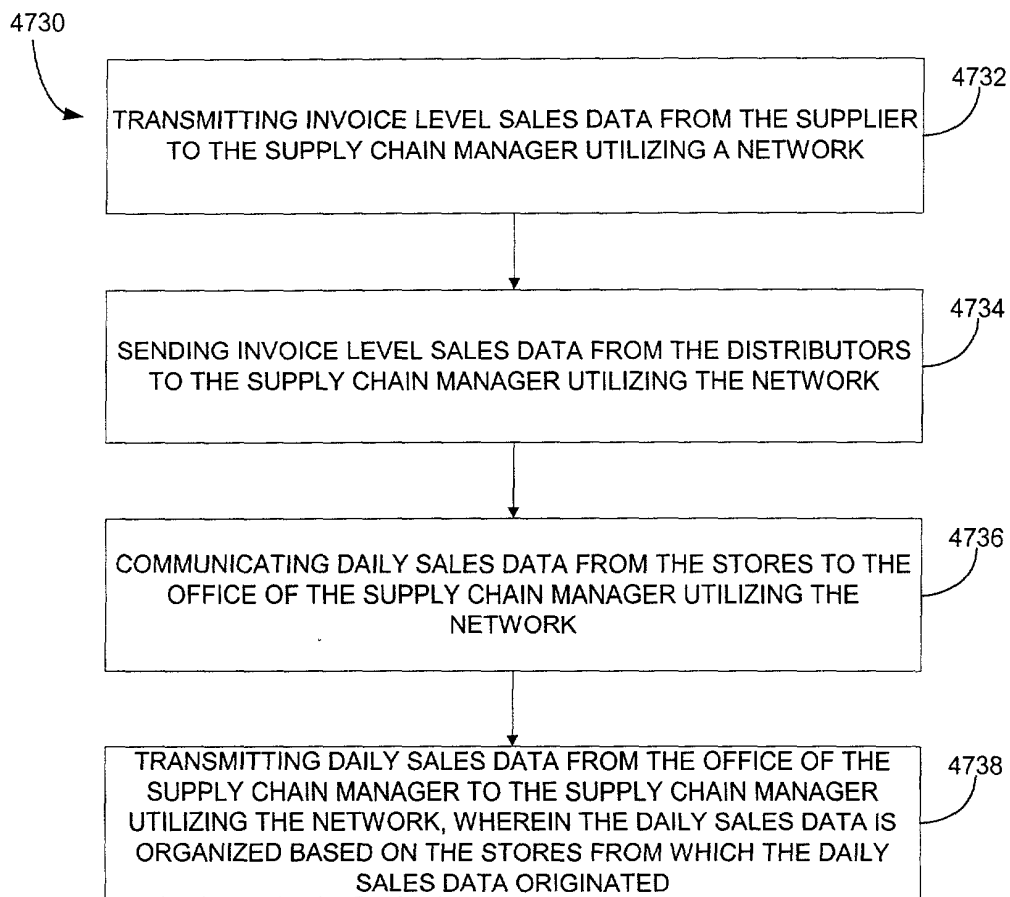 4730
4732
TRANSMITTING INVOICE LEVEL SALES DATA FROM THE SUPPLIER
TO THE SUPPLY CHAIN MANAGER UTILIZING A NETWORK
4734
SENDING INVOICE LEVEL SALES DATA FROM THE DISTRIBUTORS
TO THE SUPPLY CHAIN MANAGER UTILIZING THE NETWORK
4736
COMMUNICATING DAILY SALES DATA FROM THE STORES TO THE
OFFICE OF THE SUPPLY CHAIN MANAGER UTILIZING THE
NETWORK
4738
TRANSMITTING DAILY SALES DATA FROM THE OFFICE OF THE
SUPPLY CHAIN MANAGER TO THE SUPPLY CHAIN MANAGER
UTILIZING THE NETWORK, WHEREIN THE DAILY SALES DATA IS
ORGANIZED BASED ON THE STORES FROM WHICH THE DAILY
SALES DATA ORIGINATED